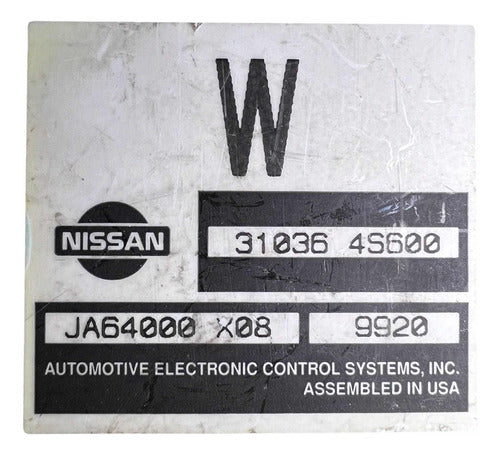 W
NISSAN
31036 4S600
JA64000 X08
9920
AUTOMOTIVE ELECTRONIC CONTROL SYSTEMS, INC.
ASSEMBLED IN USA